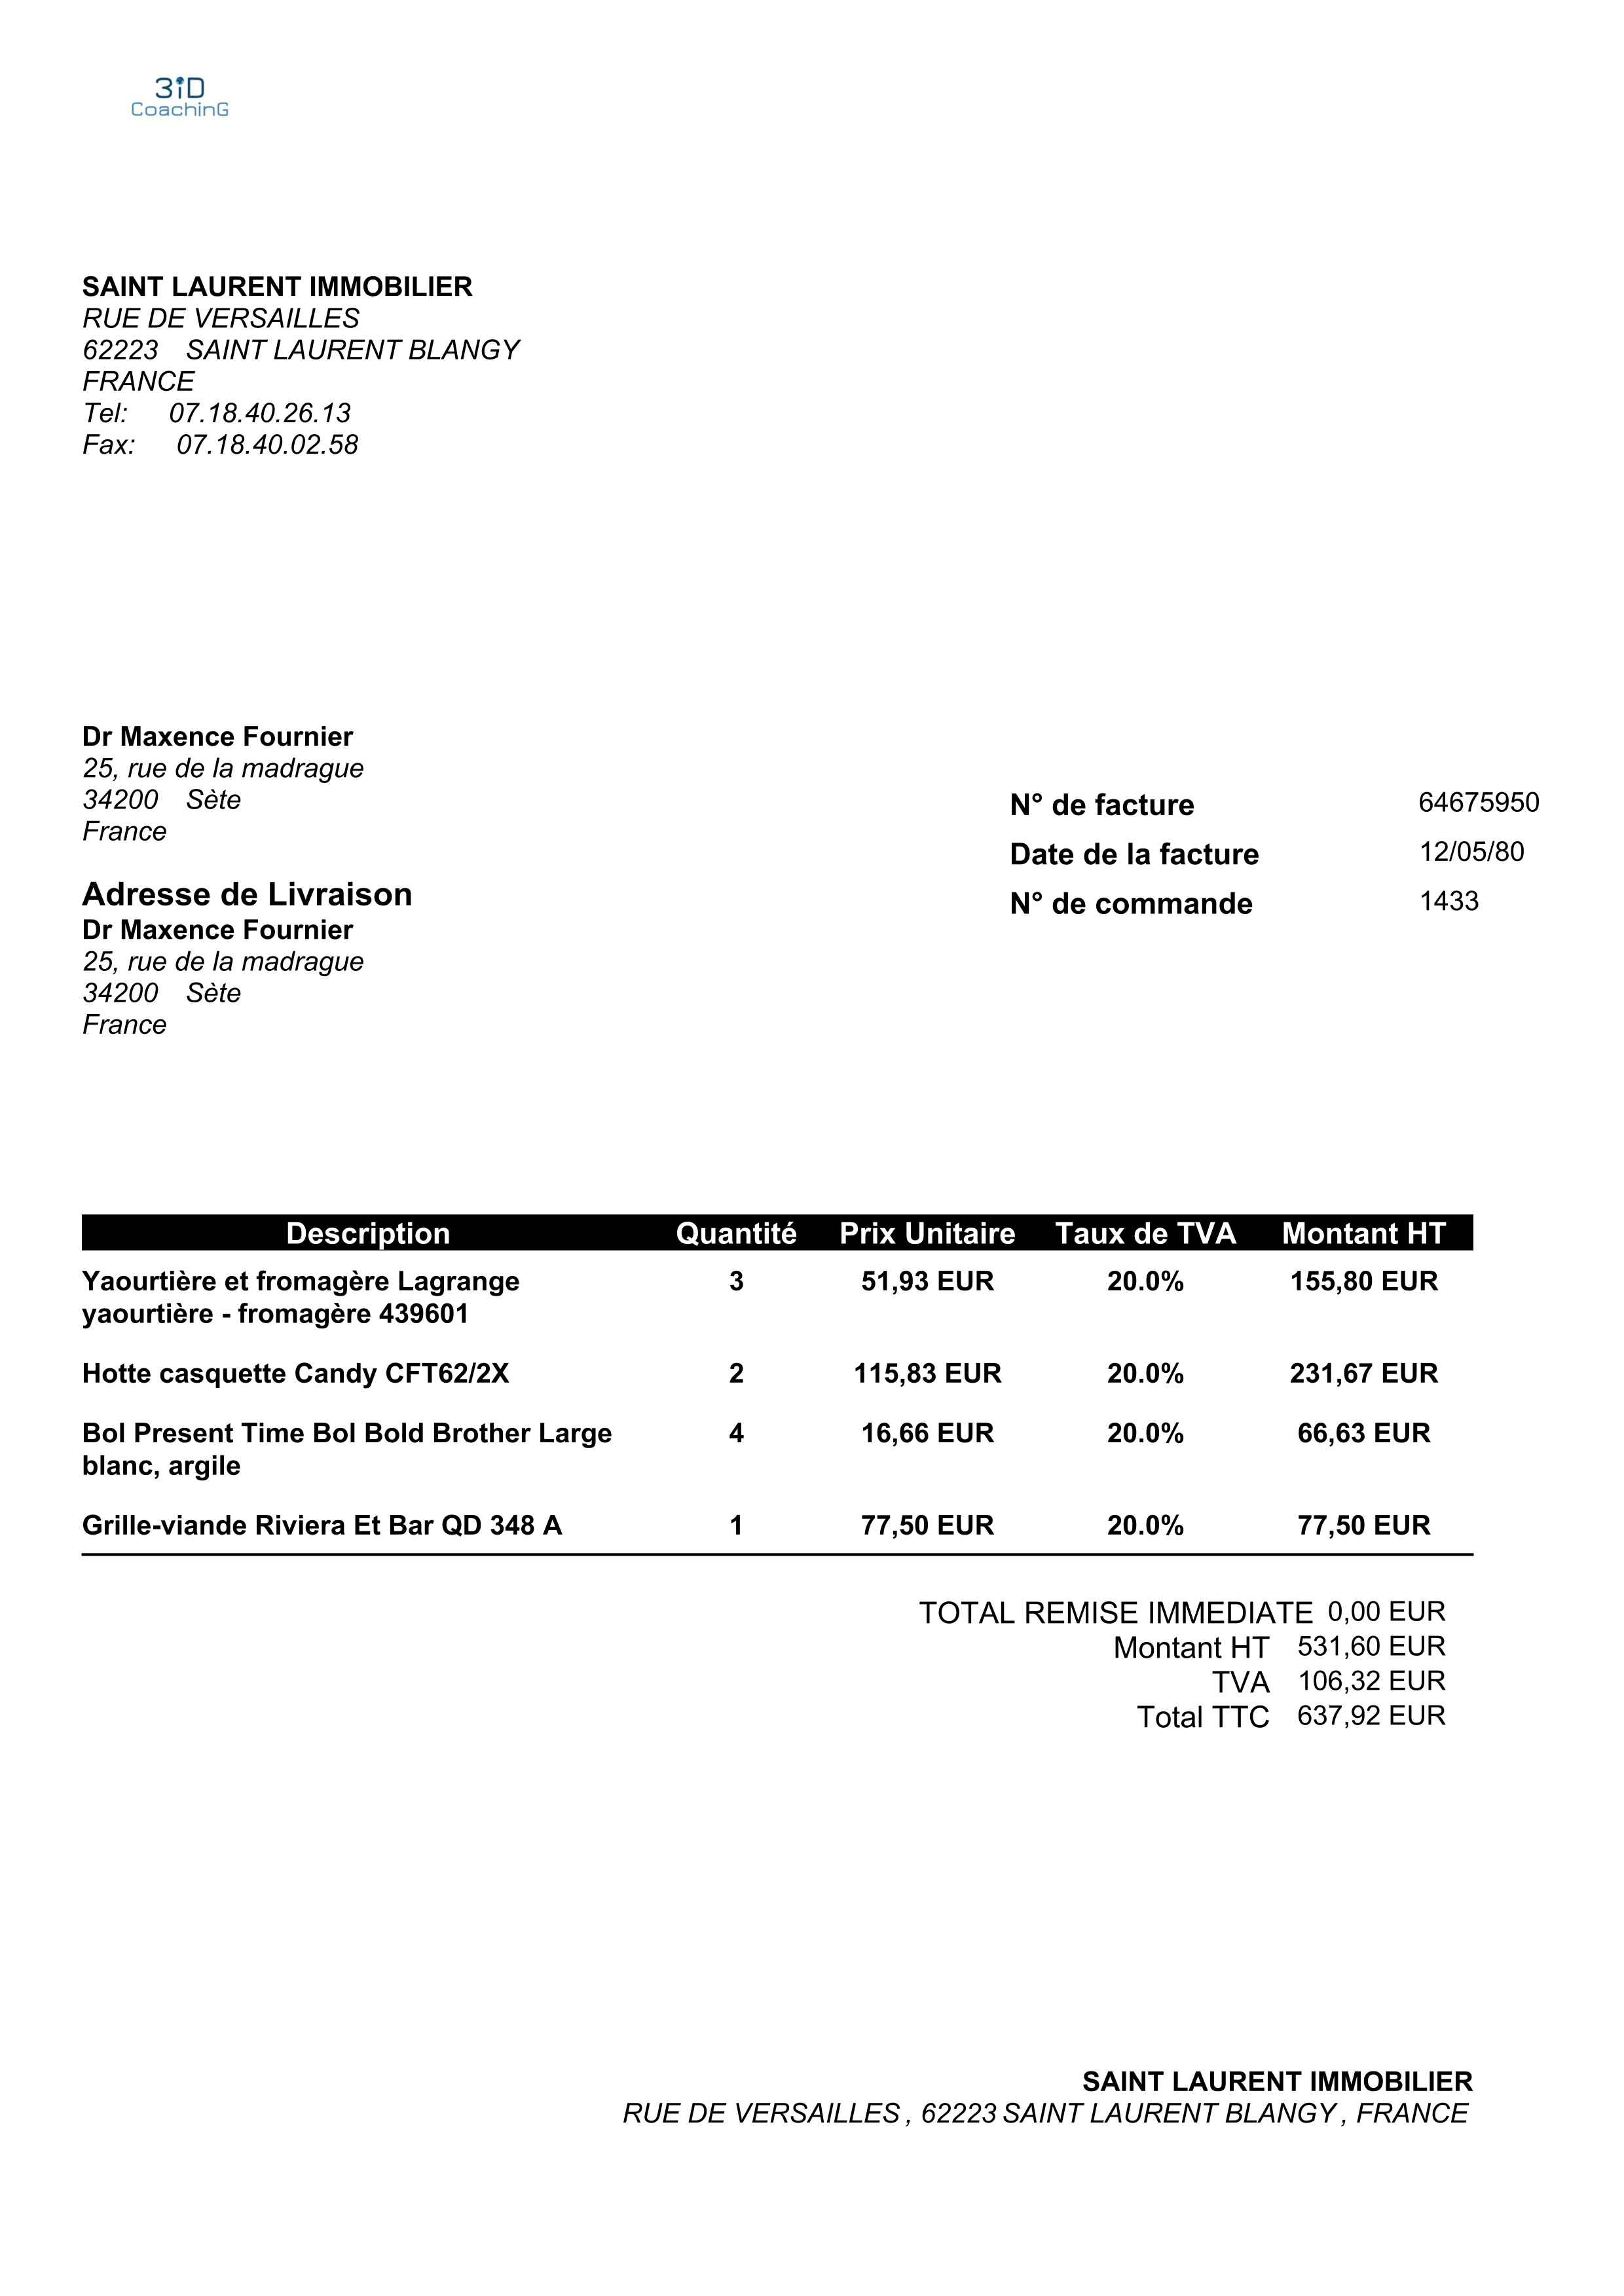 3iD
CoachinG
SAINT LAURENT IMMOBILIER
RUE DE VERSAILLES
62223 SAINT LAURENT BLANGY
FRANCE
Tel: 07.18.40.26.13
Fax: 07.18.40.02.58
Dr Maxence Fournier
25, rue de la madrague
34200 Sète
France
N° de facture 64675950
Date de la facture 12/05/80
N° de commande 1433
Adresse de Livraison
Dr Maxence Fournier
25, rue de la madrague
34200 Sète
France
Description Quantité Prix Unitaire Taux de TVA Montant HT
Yaourtière et fromagère Lagrange 3 51,93 EUR 20.0% 155,80 EUR
yaourtière - fromagère 439601
Hotte casquette Candy CFT62/2X 2 115,83 EUR 20.0% 231,67 EUR
Bol Present Time Bol Bold Brother Large 4 16,66 EUR 20.0% 66,63 EUR
blanc, argile
Grille-viande Riviera Et Bar QD 348 A 1 77,50 EUR 20.0% 77,50 EUR
TOTAL REMISE IMMEDIATE 0,00 EUR
Montant HT 531,60 EUR
TVA 106,32 EUR
Total TTC 637,92 EUR
SAINT LAURENT IMMOBILIER
RUE DE VERSAILLES , 62223 SAINT LAURENT BLANGY , FRANCE